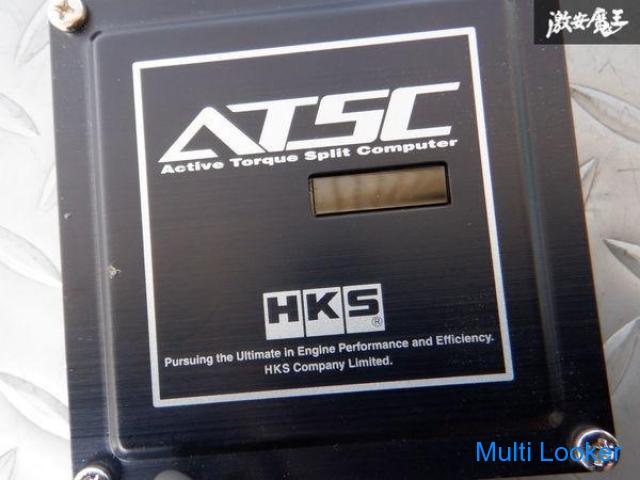 激安魔王
ATSC
Active Torque Split Computer
HKS®
Pursuing the Ultimate in Engine Performance and Efficiency.
HKS Company Limited.
Multi Looker